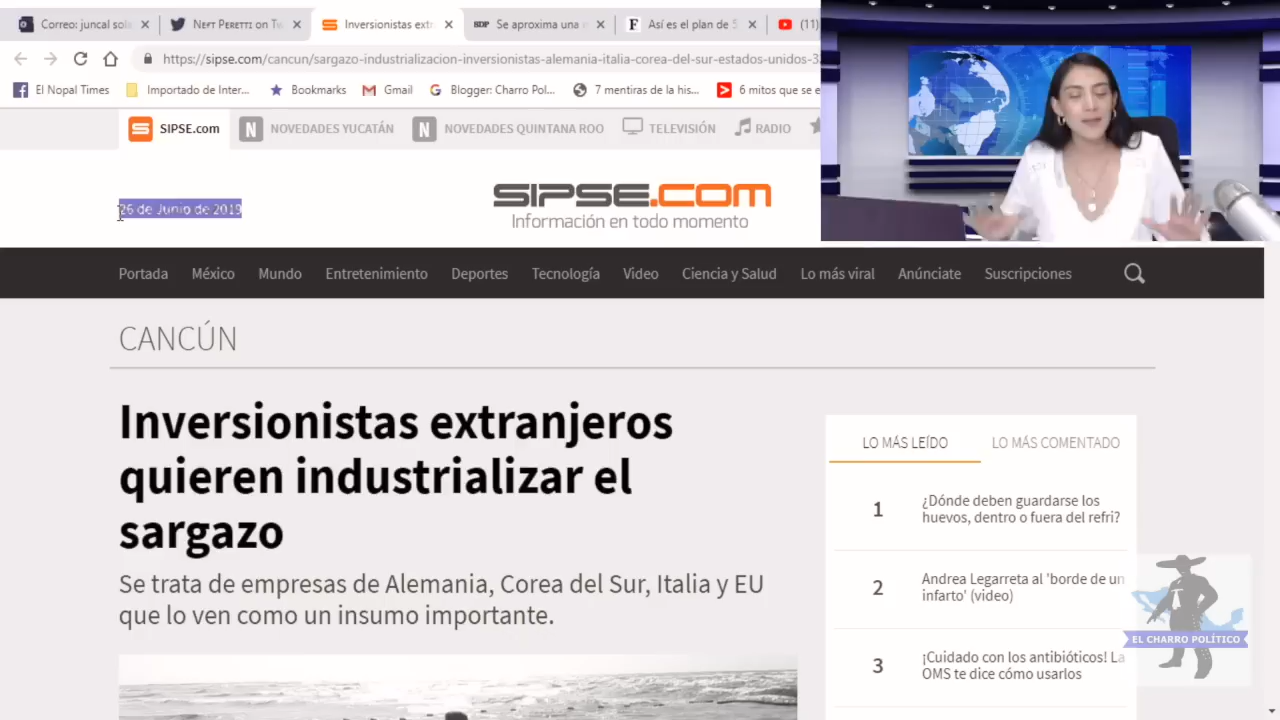 Correo: juncal sola
Neft Peretti on Tw
Inversionistas extr
SDP Se aproxima una
F Así es el plan de S
(11)
https://sipse.com/cancun/sargazo-industrializacion-inversionistas-alemania-italia-corea-del-sur-estados-unidos-3
El Nopal Times
Importado de Inter...
Bookmarks
Gmail
Blogger: Charro Pol...
7 mentiras de la his...
6 mitos que se e
S SIPSE.com
N NOVEDADES YUCATÁN
N NOVEDADES QUINTANA ROO
TELEVISIÓN
RADIO
26 de Junio de 2019
SIPSE.COM
Información en todo momento
Portada México Mundo Entretenimiento Deportes Tecnología Video Ciencia y Salud Lo más viral Anúnciate Suscripciones
CANCÚN
Inversionistas extranjeros
quieren industrializar el
sargazo
Se trata de empresas de Alemania, Corea del Sur, Italia y EU
que lo ven como un insumo importante.
LO MÁS LEÍDO
LO MÁS COMENTADO
1
¿Dónde deben guardarse los
huevos, dentro o fuera del refri?
2
Andrea Legarreta al 'borde de un
infarto' (video)
3
¡Cuidado con los antibióticos! La
OMS te dice cómo usarlos
EL CHARRO POLÍTICO